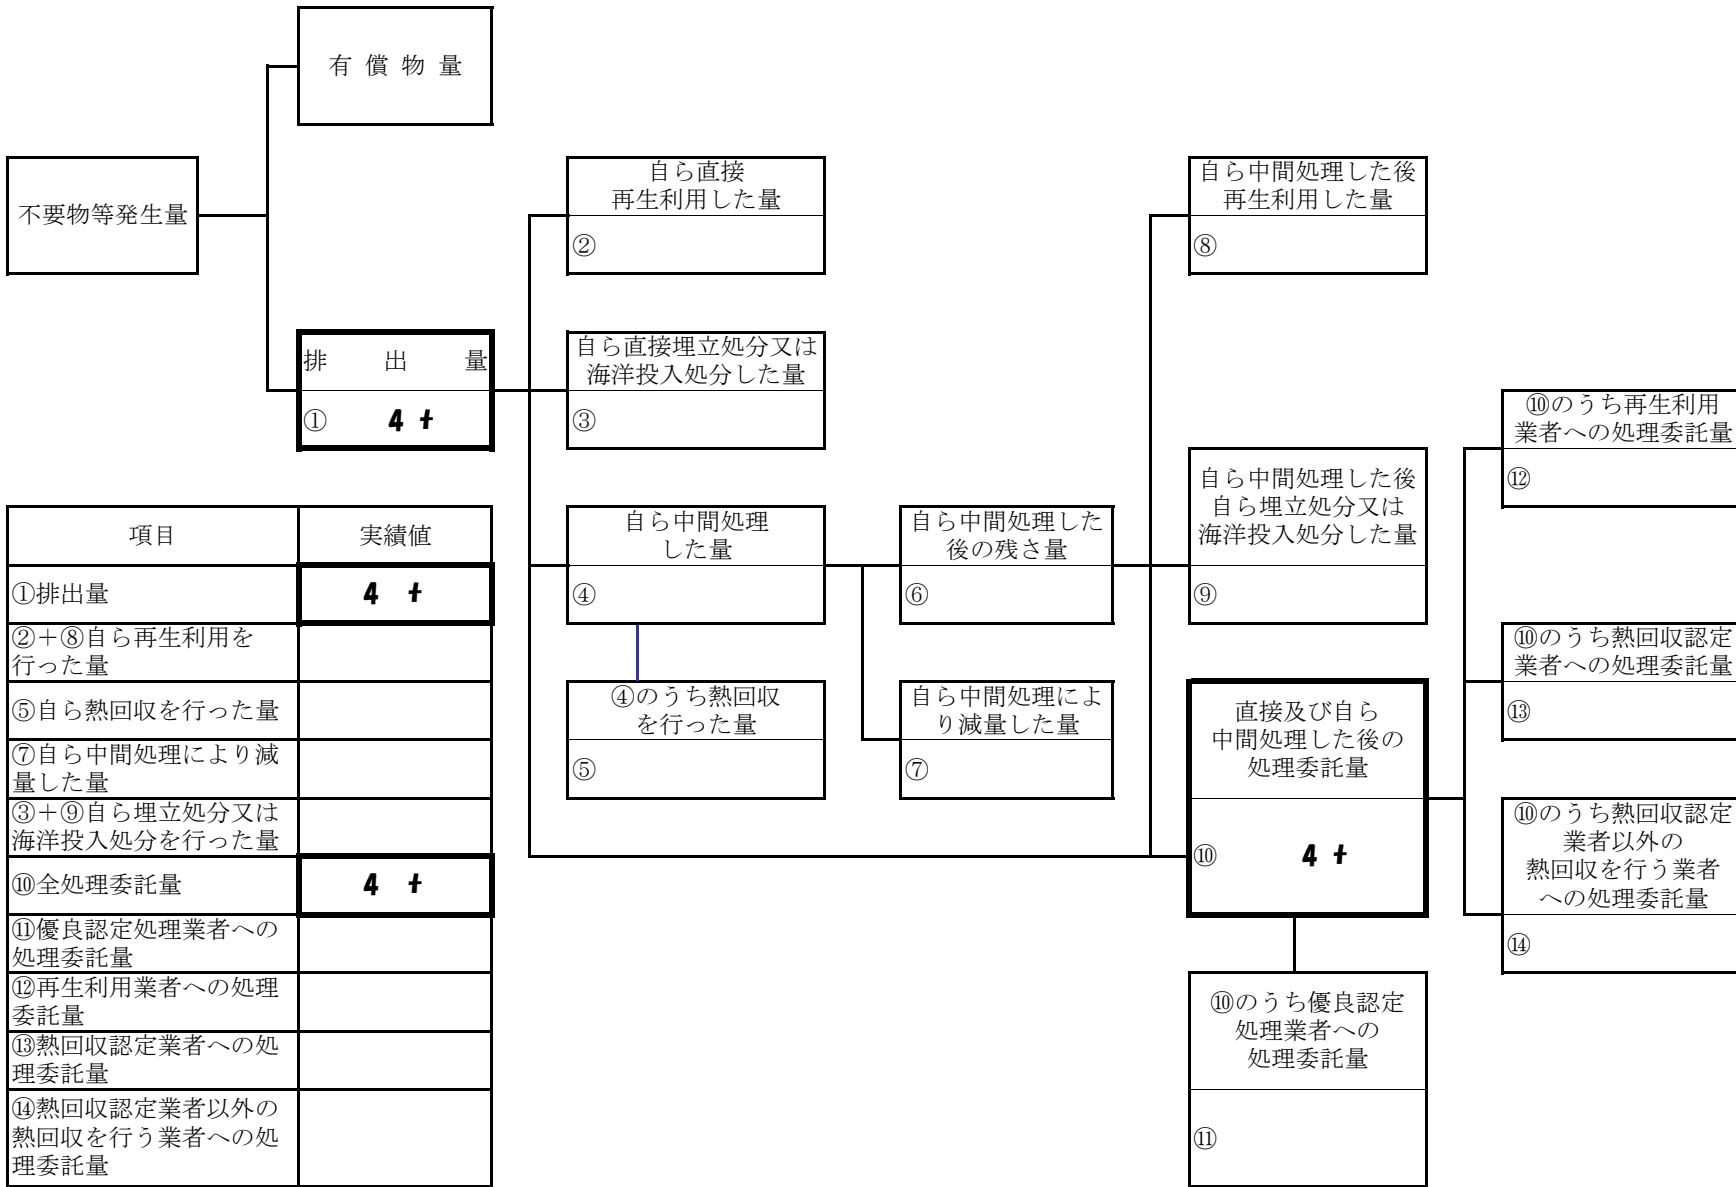 有償物量
不要物等発生量
排出量
① 4 t
自ら直接
再生利用した量
②
自ら直接埋立処分又は
海洋投入処分した量
③
自ら中間処理
した量
④
④のうち熱回収
を行った量
⑤
自ら中間処理した
後の残さ量
⑥
自ら中間処理によ
り減量した量
⑦
自ら中間処理した後
再生利用した量
⑧
自ら中間処理した後
自ら埋立処分又は
海洋投入処分した量
⑨
直接及び自ら
中間処理した後の
処理委託量
⑩ 4 t
⑩のうち優良認定
処理業者への
処理委託量
⑪
⑩のうち再生利用
業者への処理委託量
⑫
⑩のうち熱回収認定
業者への処理委託量
⑬
⑩のうち熱回収認定
業者以外の
熱回収を行う業者
への処理委託量
⑭
項目 実績値
①排出量 4 t
②+⑧自ら再生利用を
行った量
⑤自ら熱回収を行った量
⑦自ら中間処理により減
量した量
③+⑨自ら埋立処分又は
海洋投入処分を行った量
⑩全処理委託量 4 t
⑪優良認定処理業者への
処理委託量
⑫再生利用業者への処理
委託量
⑬熱回収認定業者への処
理委託量
⑭熱回収認定業者以外の
熱回収を行う業者への処
理委託量